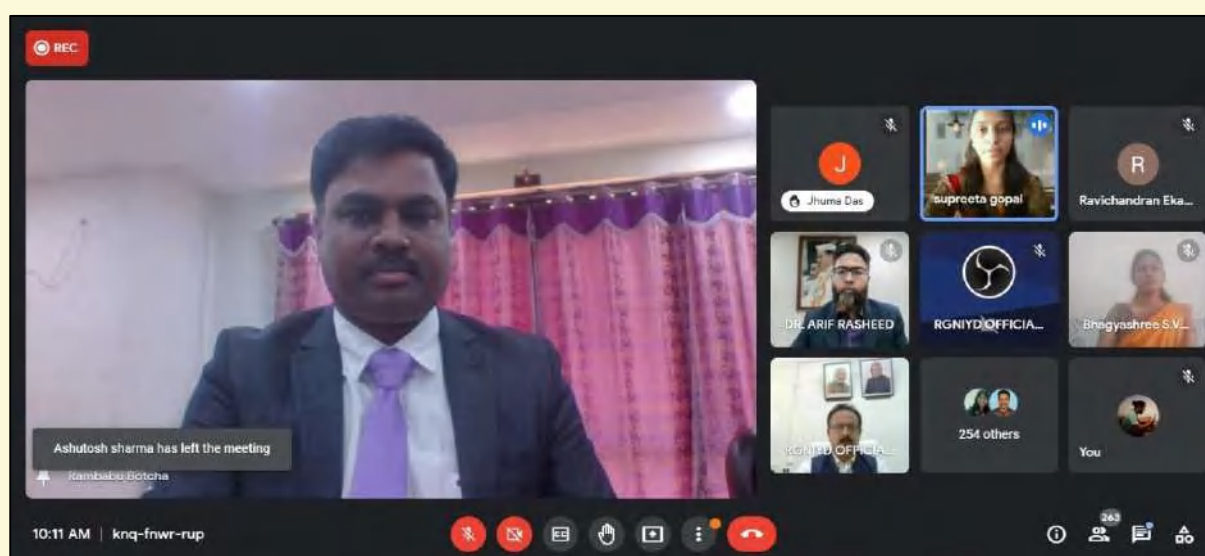 REC
J
Jhuma Das
supreeta gopal
R
Ravichandran Eka...
DR. ARIF RASHEED
RGNIYD OFFICIA...
Bhagyashree S.V...
RGNIYD OFFICIA...
254 others
You
Ashutosh sharma has left the meeting
Rambabu Botcha
10:11 AM | knq-fnwr-rup
CC
263